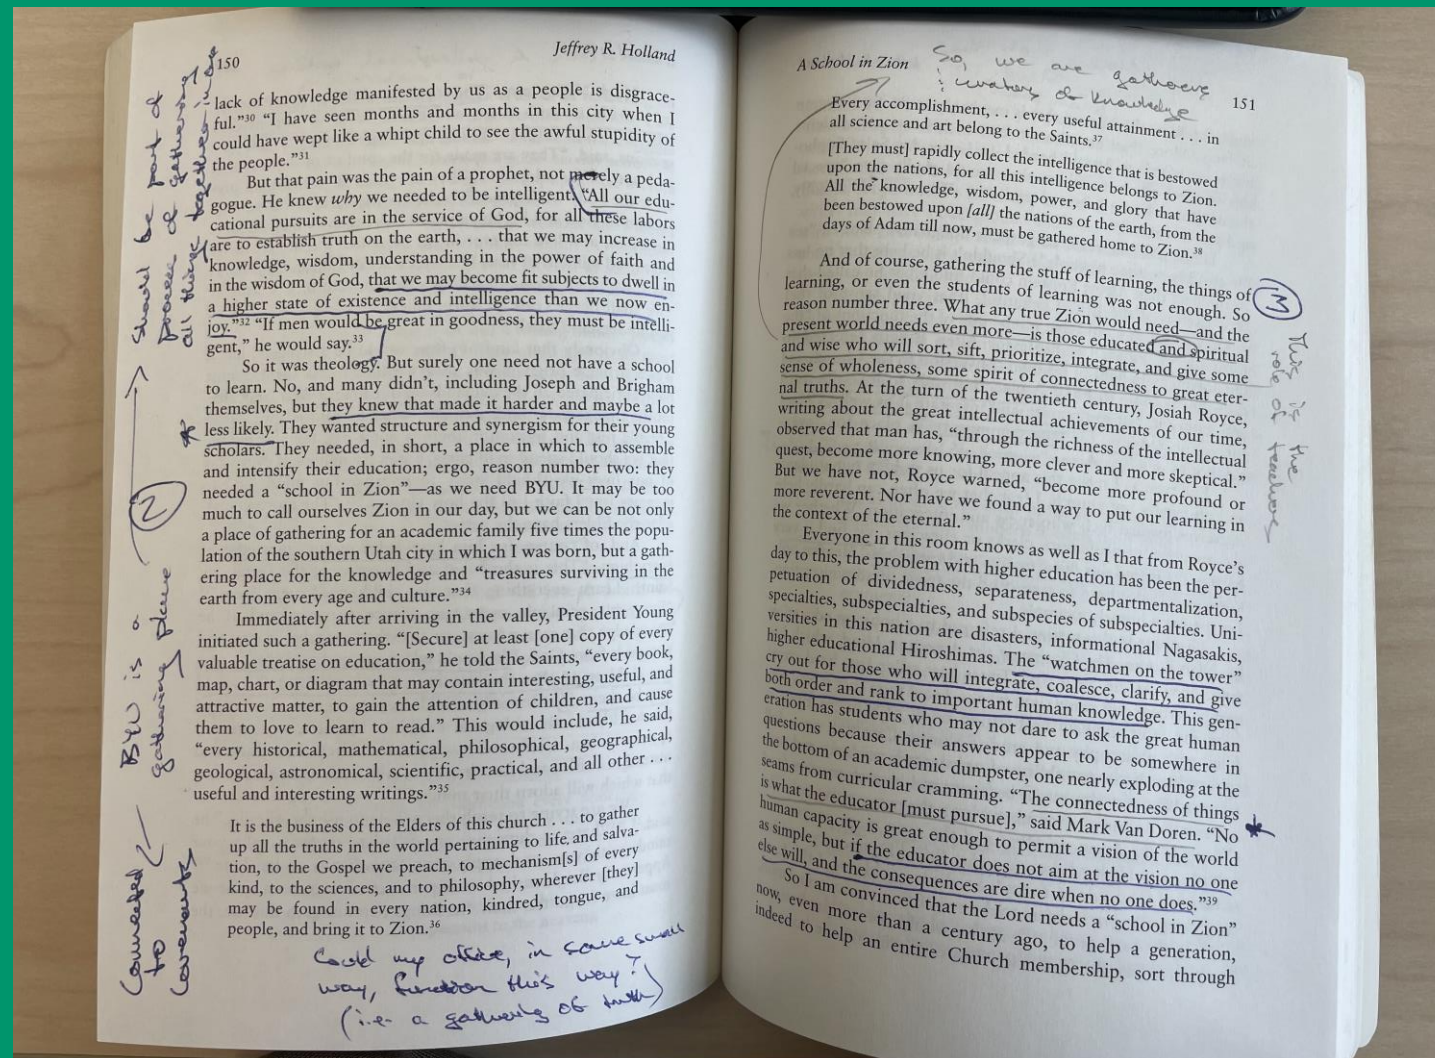 150
Jeffrey R. Holland
lack of knowledge manifested by us as a people is disgrace-
ful.”30 “I have seen months and months in this city when I
could have wept like a whipt child to see the awful stupidity of
the people.”31
But that pain was the pain of a prophet, not merely a peda-
gogue. He knew why we needed to be intelligent. “All our edu-
cational pursuits are in the service of God, for all these labors
are to establish truth on the earth, . . . that we may increase in
knowledge, wisdom, understanding in the power of faith and
in the wisdom of God, that we may become fit subjects to dwell in
a higher state of existence and intelligence than we now en-
joy.”32 “If men would be great in goodness, they must be intelli-
gent,” he would say.33
So it was theology. But surely one need not have a school
to learn. No, and many didn’t, including Joseph and Brigham
themselves, but they knew that made it harder and maybe a lot
less likely. They wanted structure and synergism for their young
scholars. They needed, in short, a place in which to assemble
and intensify their education; ergo, reason number two: they
needed a “school in Zion”—as we need BYU. It may be too
much to call ourselves Zion in our day, but we can be not only
a place of gathering for an academic family five times the popu-
lation of the southern Utah city in which I was born, but a gath-
ering place for the knowledge and “treasures surviving in the
earth from every age and culture.”34
Immediately after arriving in the valley, President Young
initiated such a gathering. “[Secure] at least [one] copy of every
valuable treatise on education,” he told the Saints, “every book,
map, chart, or diagram that may contain interesting, useful, and
attractive matter, to gain the attention of children, and cause
them to love to learn to read.” This would include, he said,
“every historical, mathematical, philosophical, geographical,
geological, astronomical, scientific, practical, and all other . . .
useful and interesting writings.”35
It is the business of the Elders of this church . . . to gather
up all the truths in the world pertaining to life and salva-
tion, to the Gospel we preach, to mechanism[s] of every
kind, to the sciences, and to philosophy, wherever [they]
may be found in every nation, kindred, tongue, and
people, and bring it to Zion.36
Could my office, in some small
way, function this way?
(i.e. a gathering of truth)
should be part of
process of gathering
all things together in one
2
BYU is a
gathering place
Connected
to
covenants
A School in Zion
151
So, we are gatherers
curators of knowledge
Every accomplishment, . . . every useful attainment . . . in
all science and art belong to the Saints.37
[They must] rapidly collect the intelligence that is bestowed
upon the nations, for all this intelligence belongs to Zion.
All the knowledge, wisdom, power, and glory that have
been bestowed upon [all] the nations of the earth, from the
days of Adam till now, must be gathered home to Zion.38
And of course, gathering the stuff of learning, the things of
learning, or even the students of learning was not enough. So
reason number three. What any true Zion would need—and the
present world needs even more—is those educated and spiritual
and wise who will sort, sift, prioritize, integrate, and give some
sense of wholeness, some spirit of connectedness to great eter-
nal truths. At the turn of the twentieth century, Josiah Royce,
writing about the great intellectual achievements of our time,
observed that man has, “through the richness of the intellectual
quest, become more knowing, more clever and more skeptical.”
But we have not, Royce warned, “become more profound or
more reverent. Nor have we found a way to put our learning in
the context of the eternal.”
Everyone in this room knows as well as I that from Royce’s
day to this, the problem with higher education has been the per-
petuation of dividedness, separateness, departmentalization,
specialties, subspecialties, and subspecies of subspecialties. Uni-
versities in this nation are disasters, informational Nagasakis,
higher educational Hiroshimas. The “watchmen on the tower”
cry out for those who will integrate, coalesce, clarify, and give
both order and rank to important human knowledge. This gen-
eration has students who may not dare to ask the great human
questions because their answers appear to be somewhere in
the bottom of an academic dumpster, one nearly exploding at the
seams from curricular cramming. “The connectedness of things
is what the educator [must pursue],” said Mark Van Doren. “No
human capacity is great enough to permit a vision of the world
as simple, but if the educator does not aim at the vision no one
else will, and the consequences are dire when no one does.”39
So I am convinced that the Lord needs a “school in Zion”
now, even more than a century ago, to help a generation,
indeed to help an entire Church membership, sort through
3
This is the
role of teachers